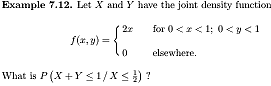 Example 7.12. Let X and Y have the joint density function
f(x, y) = { 2x for 0 < x < 1; 0 < y < 1
0 elsewhere.
What is P (X + Y ≤ 1/ X ≤ 1/2) ?